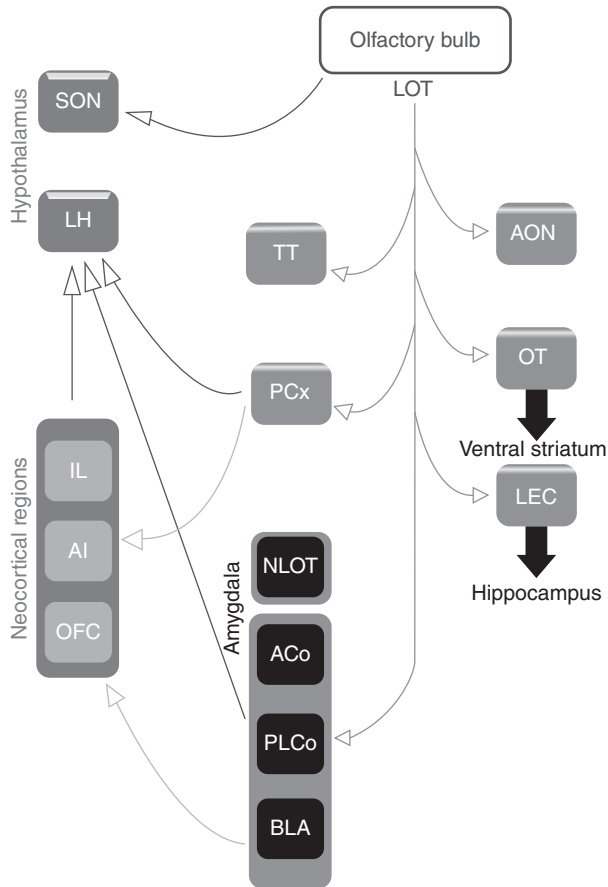 Olfactory bulb
LOT
Hypothalamus
SON
LH
TT
AON
PCx
OT
Ventral striatum
LEC
Hippocampus
Neocortical regions
IL
AI
OFC
Amygdala
NLOT
ACo
PLCo
BLA